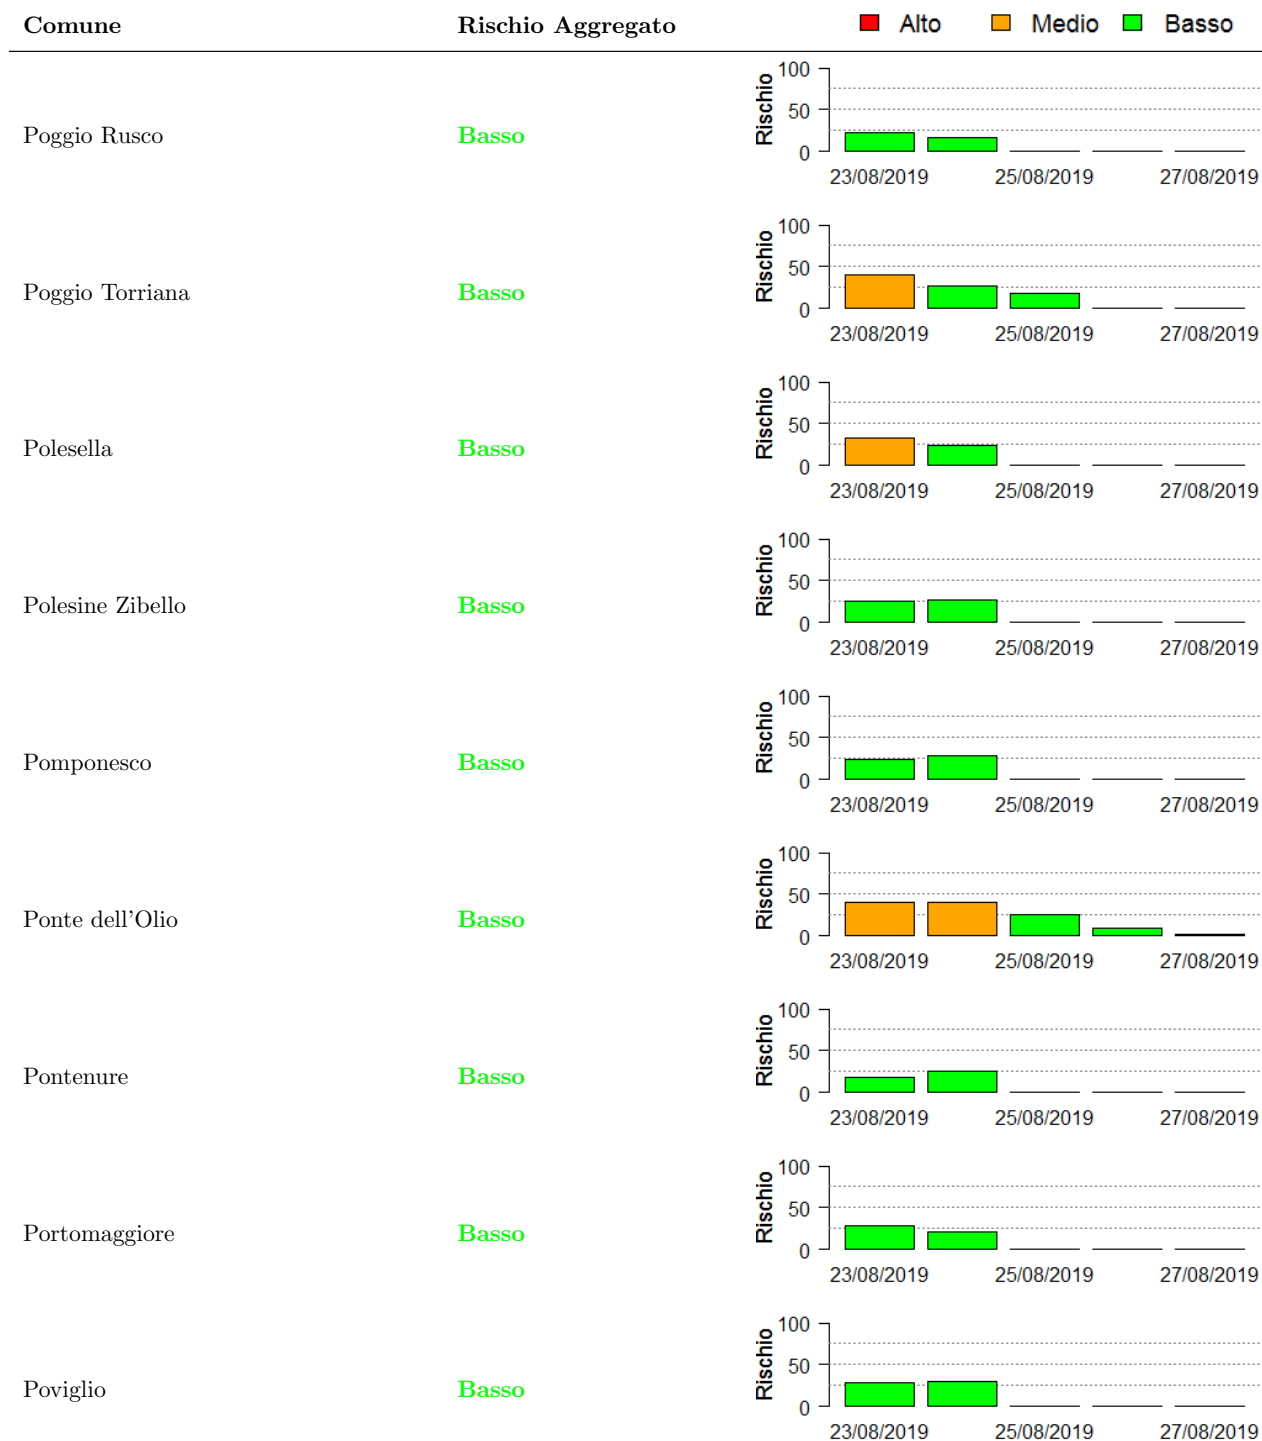 Comune Rischio Aggregato Alto Medio Basso
Poggio Rusco Basso Rischio 100 50 0
23/08/2019 25/08/2019 27/08/2019
Poggio Torriana Basso Rischio 100 50 0
23/08/2019 25/08/2019 27/08/2019
Polesella Basso Rischio 100 50 0
23/08/2019 25/08/2019 27/08/2019
Polesine Zibello Basso Rischio 100 50 0
23/08/2019 25/08/2019 27/08/2019
Pomponesco Basso Rischio 100 50 0
23/08/2019 25/08/2019 27/08/2019
Ponte dell'Olio Basso Rischio 100 50 0
23/08/2019 25/08/2019 27/08/2019
Pontenure Basso Rischio 100 50 0
23/08/2019 25/08/2019 27/08/2019
Portomaggiore Basso Rischio 100 50 0
23/08/2019 25/08/2019 27/08/2019
Poviglio Basso Rischio 100 50 0
23/08/2019 25/08/2019 27/08/2019